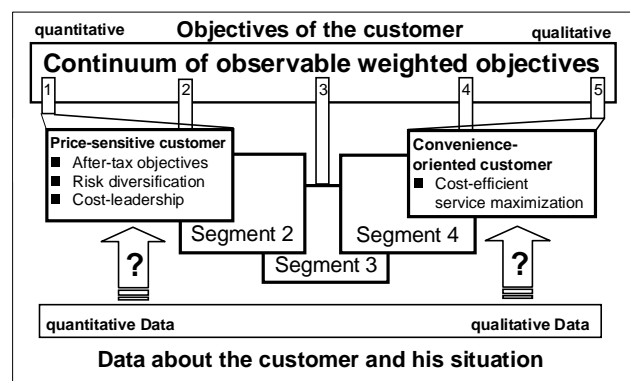 quantitative Objectives of the customer qualitative
Continuum of observable weighted objectives
1 2 3 4 5
Price-sensitive customer
■ After-tax objectives
■ Risk diversification
■ Cost-leadership
Convenience-
oriented customer
■ Cost-efficient
service maximization
Segment 2
Segment 4
Segment 3
? ?
quantitative Data qualitative Data
Data about the customer and his situation